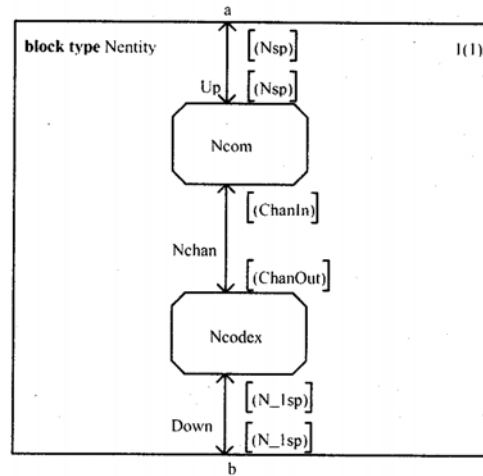 a
block type Nentity
1(1)
[(Nsp)]
Up
[(Nsp)]
Ncom
[(ChanIn)]
Nchan
[(ChanOut)]
Ncodex
[(N_1sp)]
Down
[(N_1sp)]
b